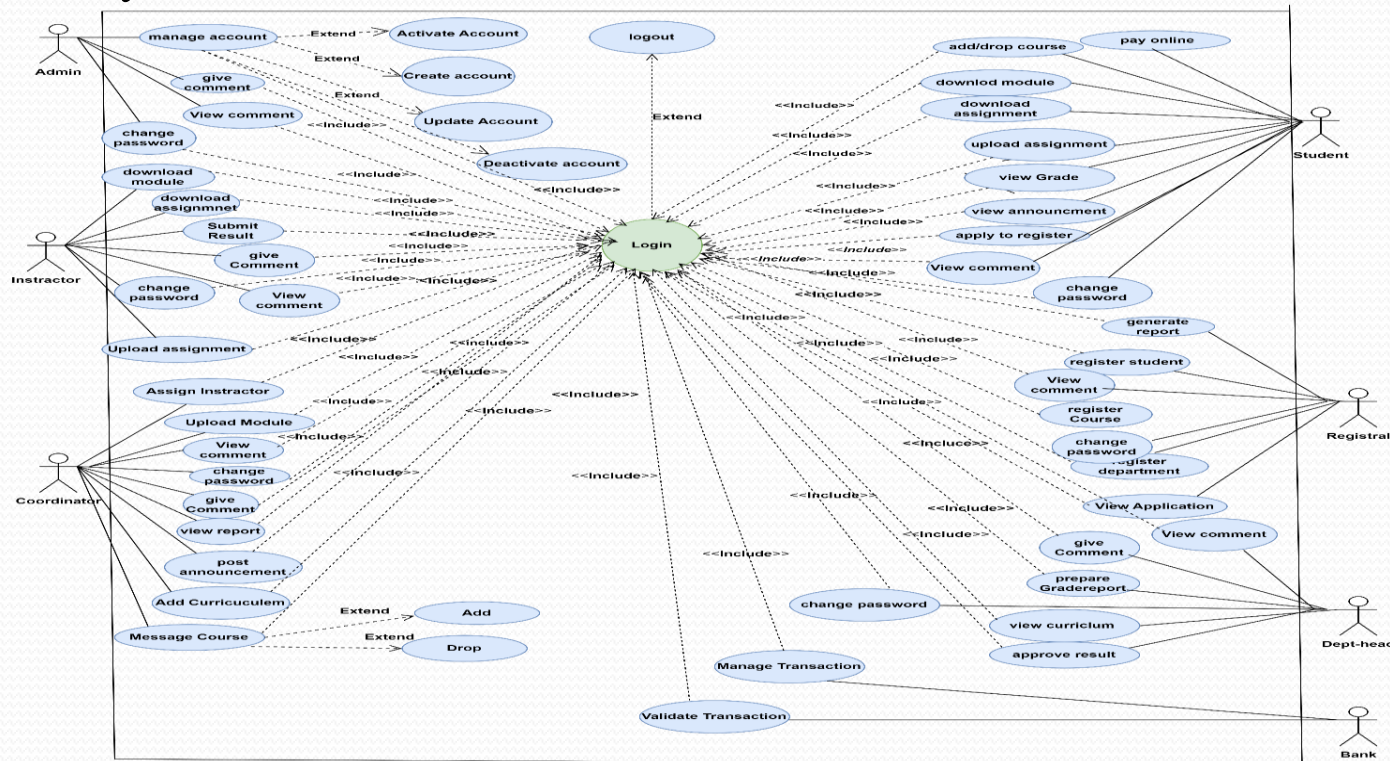 manage account
Extend
Activate Account
logout
add/drop course
pay online
Admin
Extend
Create account
give
comment
Extend
downlod module
View comment
<<Include>>
Update Account
Extend
<<Include>>
download
assignment
change
password
Deactivate account
<<Include>>
upload assignment
Student
download
module
<<Include>>
<<Include>>
view Grade
download
assignmnet
<<Include>>
<<Include>>
<<Include>>
view announcment
Submit
Result
<<Include>>
<<Include>>
apply to register
Instractor
give
Comment
<<Include>>
<<Include>>
Login
<<Include>>
View comment
change
password
View
comment
<<Include>>
<<Include>>
<<Include>>
change
password
Upload assignment
<<Include>>
<<Include>>
<<Include>>
<<Include>>
generate
report
<<Include>>
<<Include>>
<<Include>>
register student
Assign Instractor
<<Include>>
<<Include>>
<<Include>>
<<Include>>
View
comment
Upload Module
<<Include>>
<<Include>>
<<Include>>
register
Course
Registral
View
comment
<<Include>>
<<Include>>
<<Incluce>>
change
password
register
department
Coordinator
change
password
<<Include>>
<<Include>>
<<Include>>
give
Comment
<<Include>>
<<Include>>
View Application
view report
View comment
post
announcement
<<Include>>
give
Comment
Add Curricuculem
prepare
Gradereport
Message Course
Extend
Add
change password
view curriclum
Dept-head
Extend
Drop
approve result
Manage Transaction
Validate Transaction
Bank